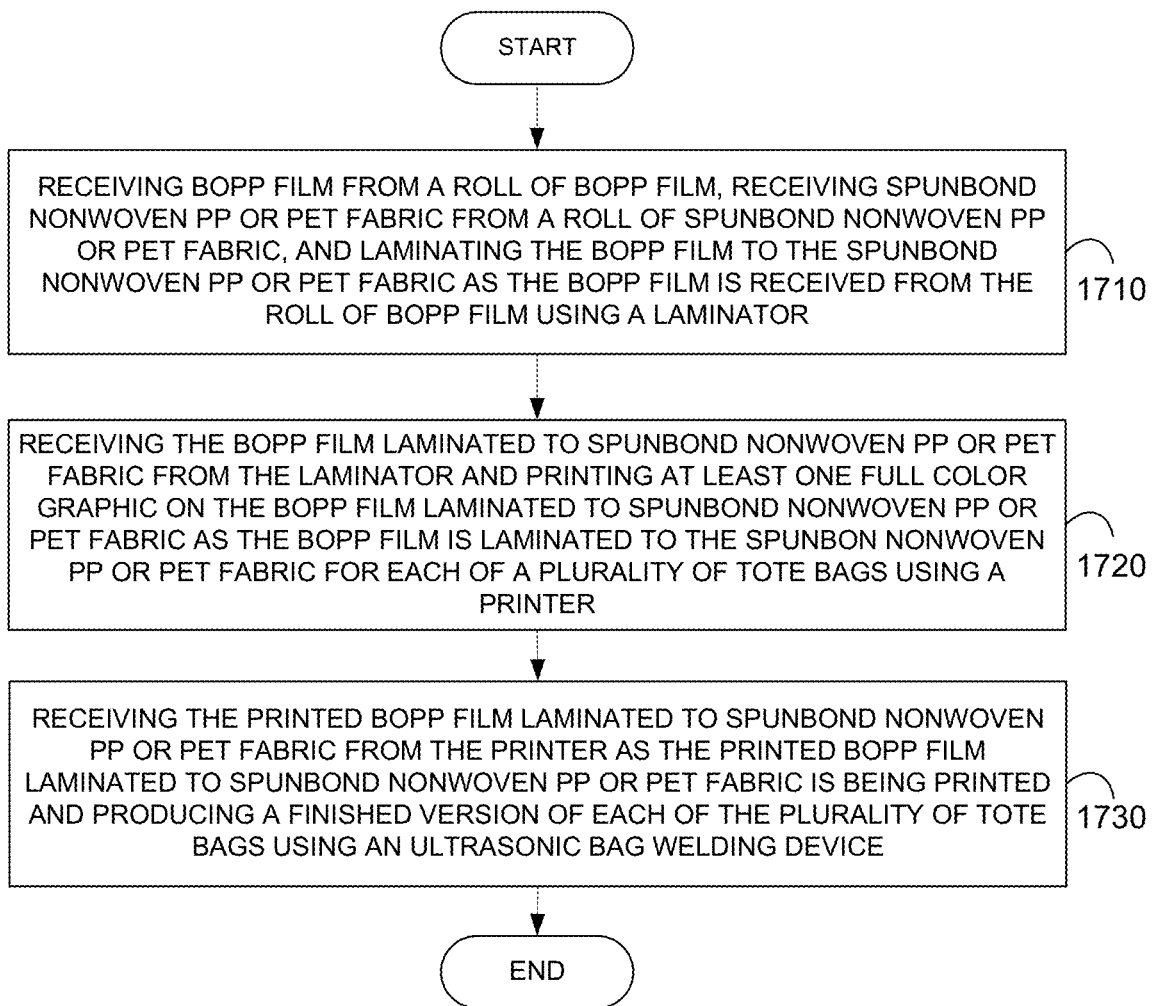 START
RECEIVING BOPP FILM FROM A ROLL OF BOPP FILM, RECEIVING SPUNBOND
NONWOVEN PP OR PET FABRIC FROM A ROLL OF SPUNBOND NONWOVEN PP
OR PET FABRIC, AND LAMINATING THE BOPP FILM TO THE SPUNBOND
NONWOVEN PP OR PET FABRIC AS THE BOPP FILM IS RECEIVED FROM THE
ROLL OF BOPP FILM USING A LAMINATOR
1710
RECEIVING THE BOPP FILM LAMINATED TO SPUNBOND NONWOVEN PP OR PET
FABRIC FROM THE LAMINATOR AND PRINTING AT LEAST ONE FULL COLOR
GRAPHIC ON THE BOPP FILM LAMINATED TO SPUNBOND NONWOVEN PP OR
PET FABRIC AS THE BOPP FILM IS LAMINATED TO THE SPUNBON NONWOVEN
PP OR PET FABRIC FOR EACH OF A PLURALITY OF TOTE BAGS USING A
PRINTER
1720
RECEIVING THE PRINTED BOPP FILM LAMINATED TO SPUNBOND NONWOVEN
PP OR PET FABRIC FROM THE PRINTER AS THE PRINTED BOPP FILM
LAMINATED TO SPUNBOND NONWOVEN PP OR PET FABRIC IS BEING PRINTED
AND PRODUCING A FINISHED VERSION OF EACH OF THE PLURALITY OF TOTE
BAGS USING AN ULTRASONIC BAG WELDING DEVICE
1730
END